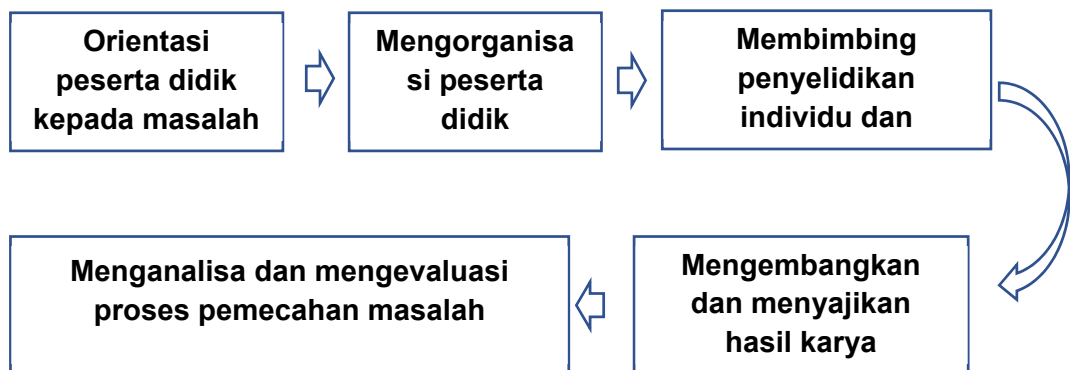 Orientasi
peserta didik
kepada masalah
Mengorganisa
si peserta
didik
Membimbing
penyelidikan
individu dan
Mengembangkan
dan menyajikan
hasil karya
Menganalisa dan mengevaluasi
proses pemecahan masalah